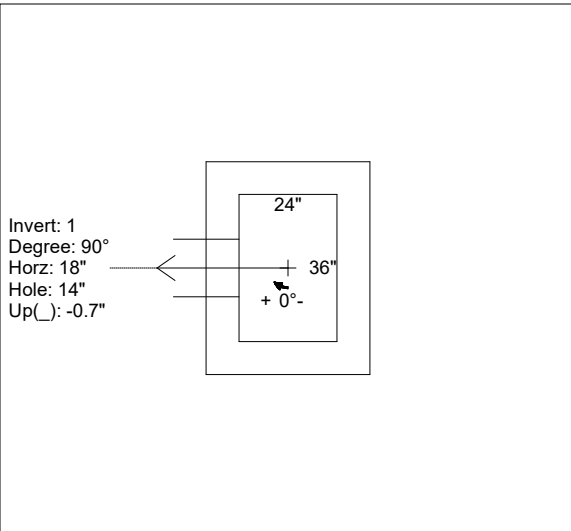 24"
Invert: 1
Degree: 90°
Horz: 18"
36"
Hole: 14"
+ 0°-
Up(_): -0.7"